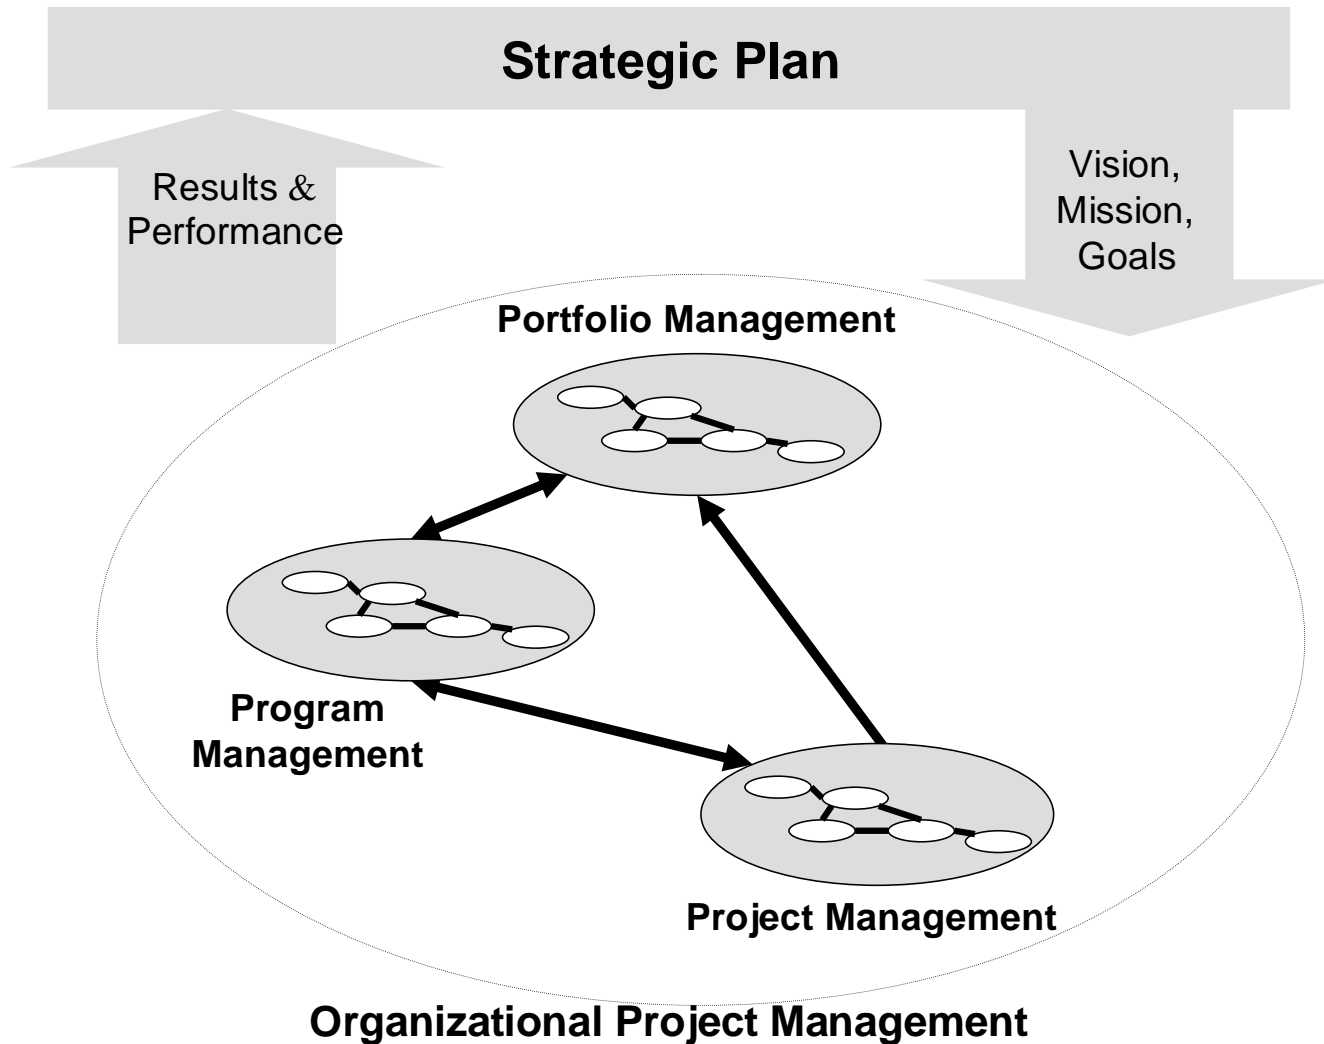 Strategic Plan
Results &
Performance
Vision,
Mission,
Goals
Portfolio Management
Program
Management
Project Management
Organizational Project Management